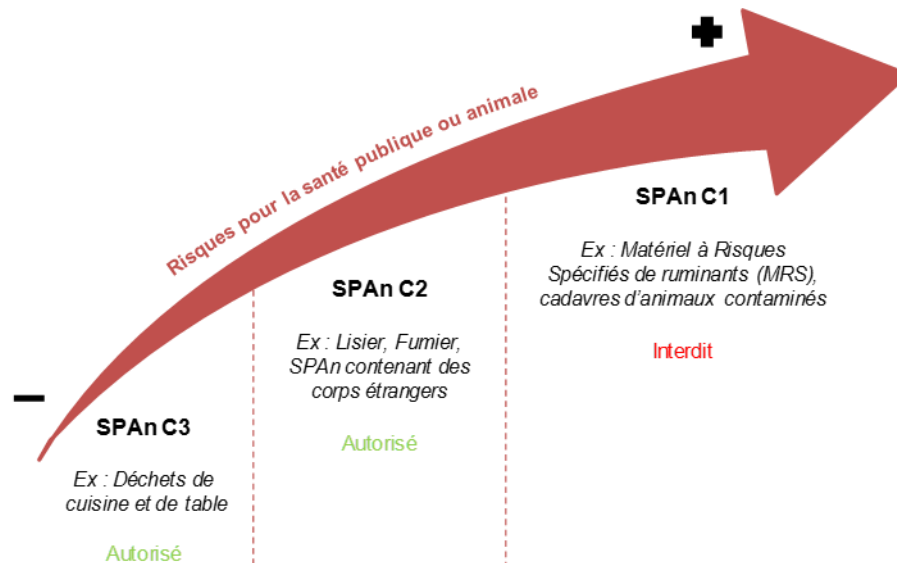 Risques pour la santé publique ou animale
SPAn C1
Ex : Matériel à Risques
Spécifiés de ruminants (MRS),
cadavres d'animaux contaminés
Interdit
SPAn C2
Ex : Lisier, Fumier,
SPAn contenant des
corps étrangers
Autorisé
SPAn C3
Ex : Déchets de
cuisine et de table
Autorisé